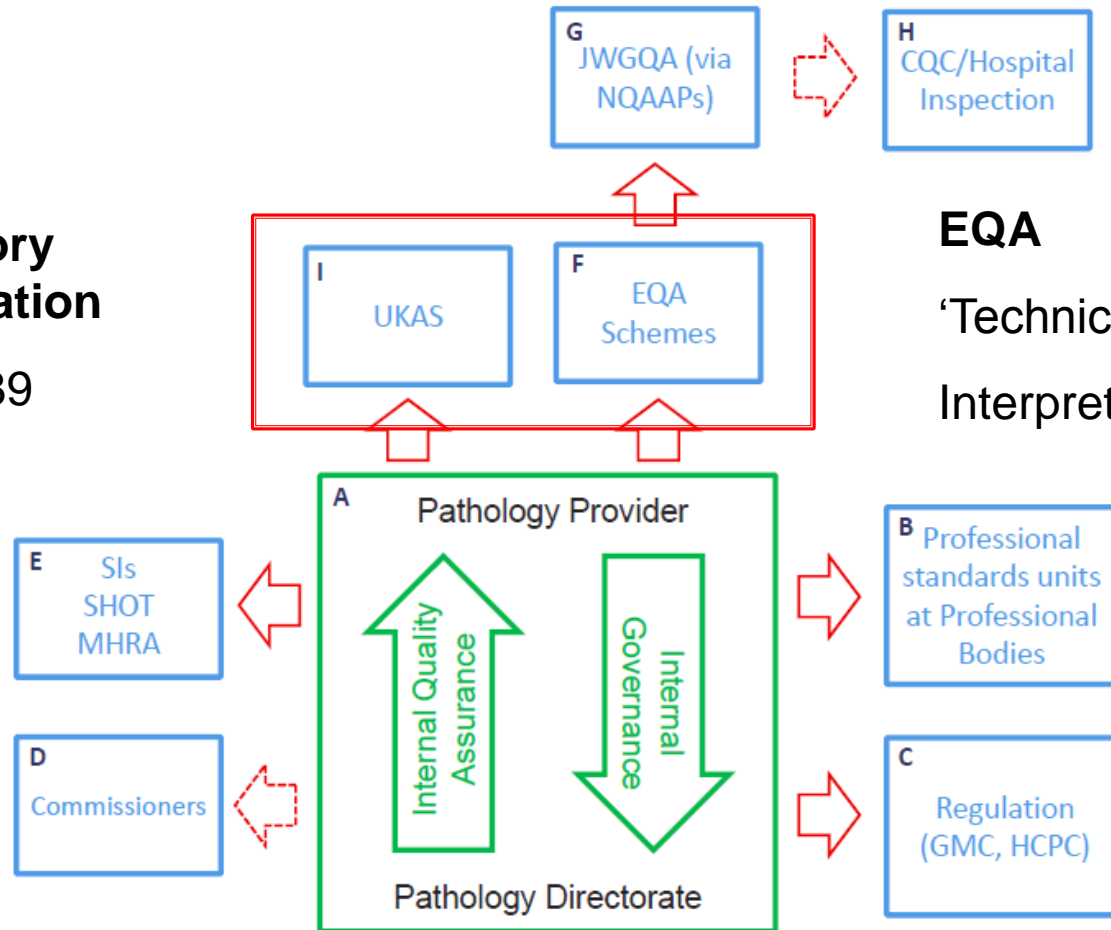 G
JWGQA (via
NQAAPs)
H
CQC/Hospital
Inspection
ory
ation
39
I
UKAS
F
EQA
Schemes
EQA
‘Technic
Interpret
A
Pathology Provider
Internal Quality
Assurance
Internal
Governance
Pathology Directorate
E
SIs
SHOT
MHRA
D
Commissioners
B
Professional
standards units
at Professional
Bodies
C
Regulation
(GMC, HCPC)